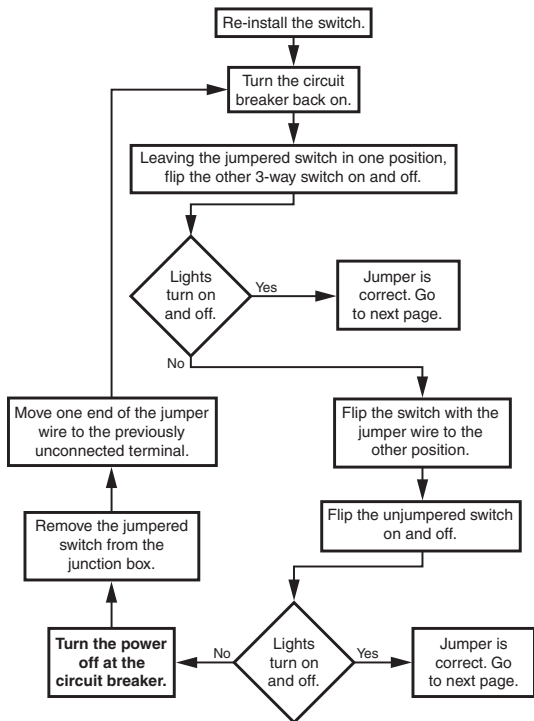 Re-install the switch.
Turn the circuit
breaker back on.
Leaving the jumpered switch in one position,
flip the other 3-way switch on and off.
Lights
turn on
and off.
Yes
Jumper is
correct. Go
to next page.
No
Flip the switch with the
jumper wire to the
other position.
Flip the unjumpered switch
on and off.
Lights
turn on
and off.
Yes
Jumper is
correct. Go
to next page.
No
Turn the power
off at the
circuit breaker.
Remove the jumpered
switch from the
junction box.
Move one end of the jumper
wire to the previously
unconnected terminal.